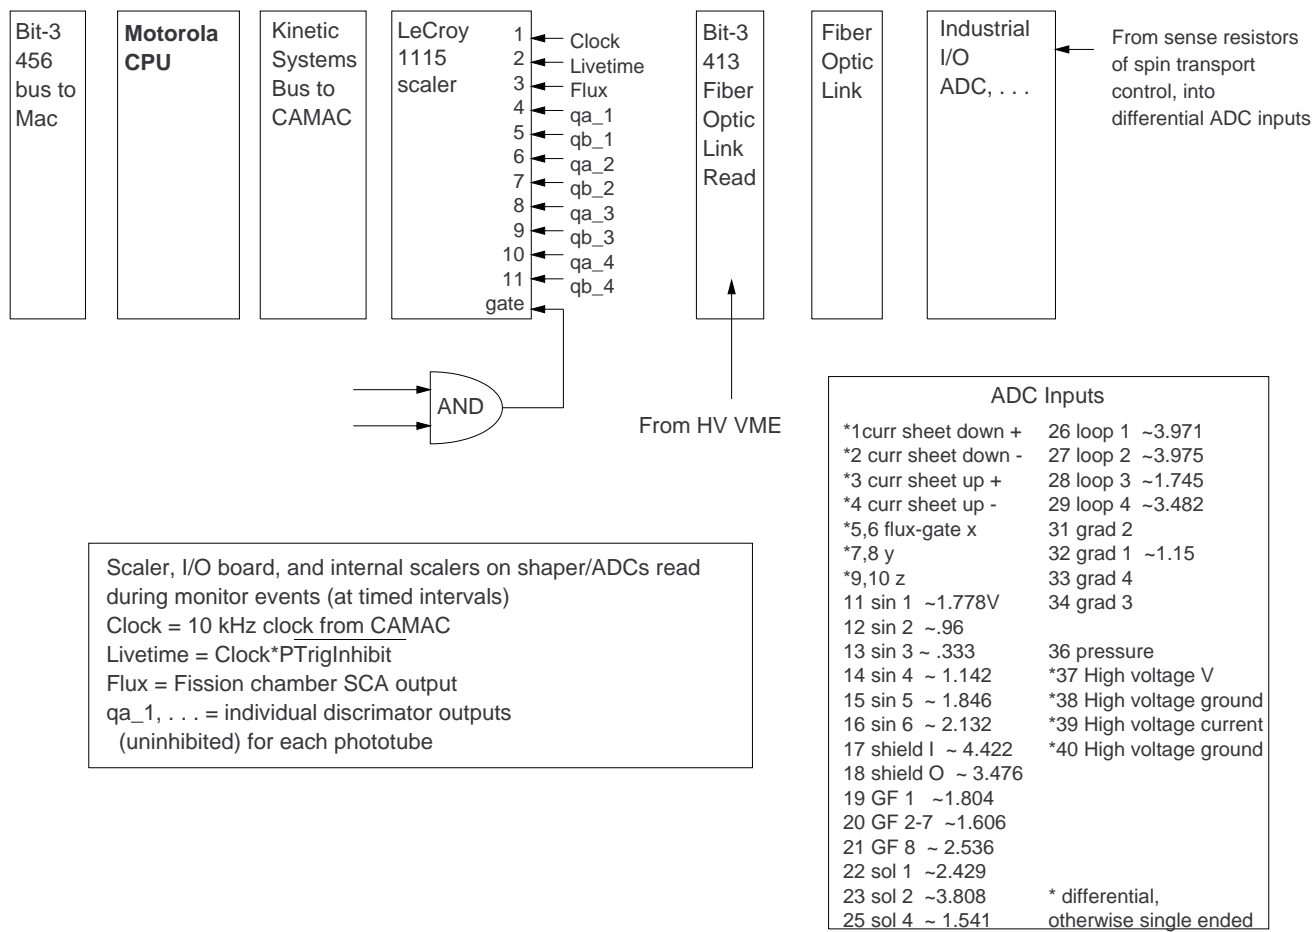 Bit-3
456
bus to
Mac
Motorola
CPU
Kinetic
Systems
Bus to
CAMAC
LeCroy
1115
scaler
1
2
3
4
5
6
7
8
9
10
11
gate
Clock
Livetime
Flux
qa_1
qb_1
qa_2
qb_2
qa_3
qb_3
qa_4
qb_4
Bit-3
413
Fiber
Optic
Link
Read
Fiber
Optic
Link
Industrial
I/O
ADC, . . .
From sense resistors
of spin transport
control, into
differential ADC inputs
AND
From HV VME
Scaler, I/O board, and internal scalers on shaper/ADCs read
during monitor events (at timed intervals)
Clock = 10 kHz clock from CAMAC
Livetime = Clock*PTrigInhibit
Flux = Fission chamber SCA output
qa_1, . . . = individual discrimator outputs
(uninhibited) for each phototube
ADC Inputs
*1curr sheet down +
*2 curr sheet down -
*3 curr sheet up +
*4 curr sheet up -
*5,6 flux-gate x
*7,8 y
*9,10 z
11 sin 1 ~1.778V
12 sin 2 ~.96
13 sin 3 ~ .333
14 sin 4 ~ 1.142
15 sin 5 ~ 1.846
16 sin 6 ~ 2.132
17 shield I ~ 4.422
18 shield O ~ 3.476
19 GF 1 ~1.804
20 GF 2-7 ~1.606
21 GF 8 ~ 2.536
22 sol 1 ~2.429
23 sol 2 ~3.808
25 sol 4 ~ 1.541
26 loop 1 ~3.971
27 loop 2 ~3.975
28 loop 3 ~1.745
29 loop 4 ~3.482
31 grad 2
32 grad 1 ~1.15
33 grad 4
34 grad 3
36 pressure
*37 High voltage V
*38 High voltage ground
*39 High voltage current
*40 High voltage ground
* differential,
otherwise single ended